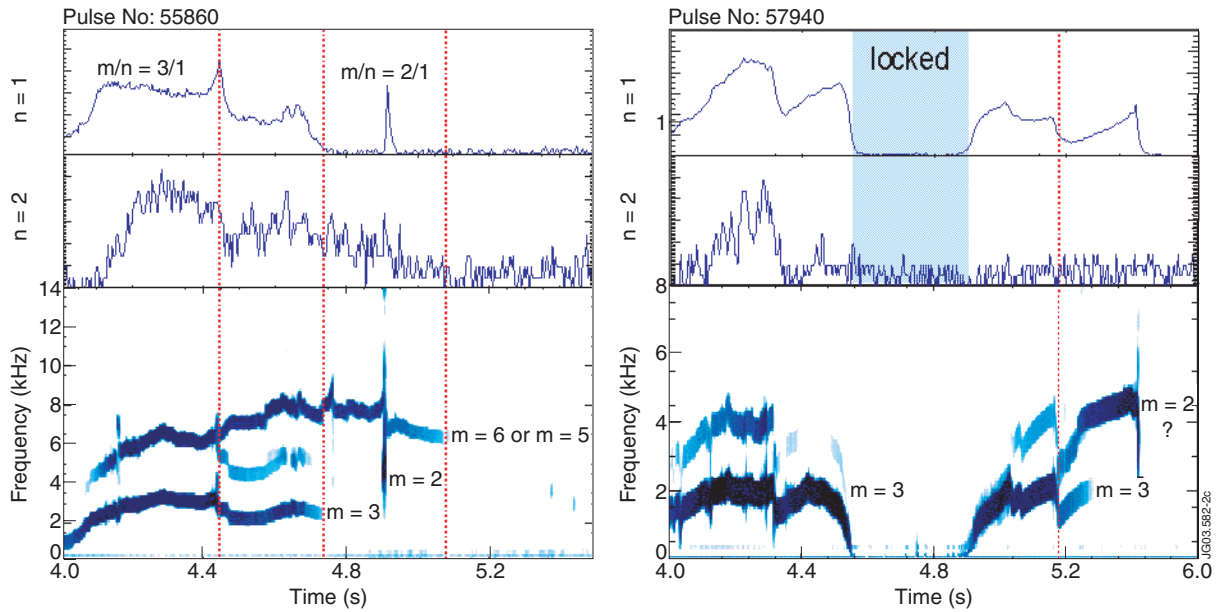 Pulse No: 55860
m/n = 3/1
m/n = 2/1
n = 1
n = 2
14
12
10
8
6
4
2
0
Frequency (kHz)
m = 6 or m = 5
m = 2
m = 3
4.0
4.4
4.8
5.2
Time (s)
Pulse No: 57940
locked
n = 1
1
n = 2
8
6
4
2
0
Frequency (kHz)
m = 2
?
m = 3
m = 3
4.0
4.4
4.8
5.2
6.0
Time (s)
JG03.582-2c